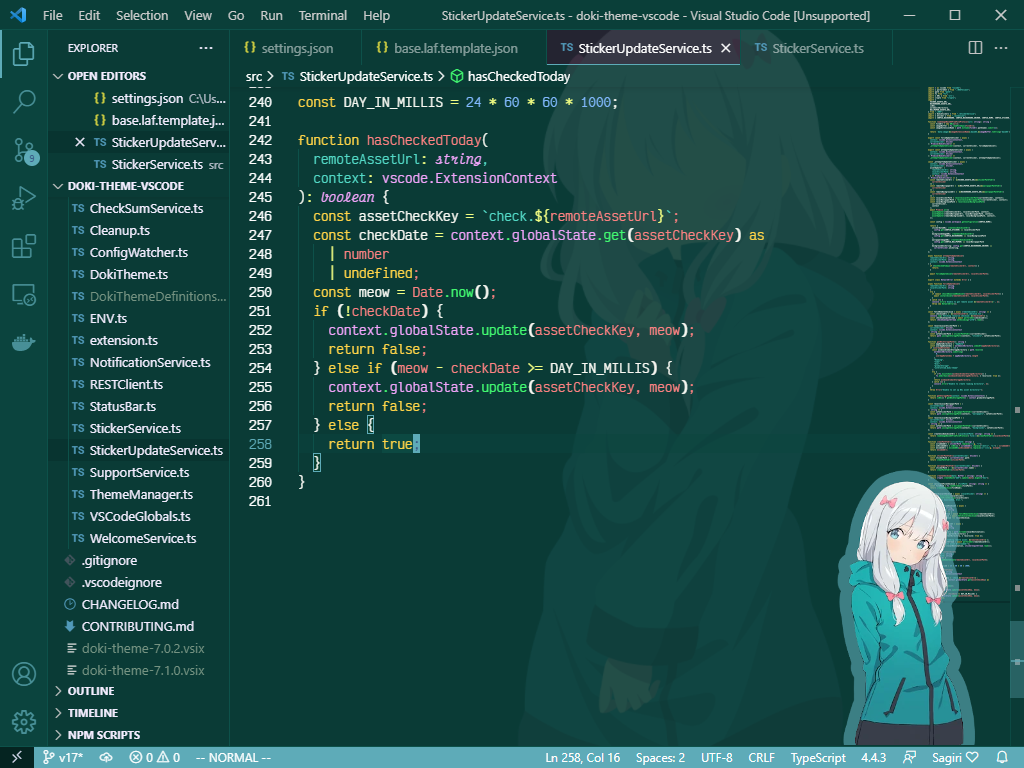 File Edit Selection View Go Run Terminal Help StickerUpdateService.ts - doki-theme-vscode - Visual Studio Code [Unsupported]
EXPLORER ...
{} settings.json {} base.laf.template.json TS StickerUpdateService.ts TS StickerService.ts ...
src > TS StickerUpdateService.ts > hasCheckedToday
OPEN EDITORS
{} settings.json C:\Us...
{} base.laf.template.j...
TS StickerUpdateServ...
TS StickerService.ts src
DOKI-THEME-VSCODE
TS CheckSumService.ts
TS Cleanup.ts
TS ConfigWatcher.ts
TS DokiTheme.ts
TS DokiThemeDefinitions...
TS ENV.ts
TS extension.ts
TS NotificationService.ts
TS RESTClient.ts
TS StatusBar.ts
TS StickerService.ts
TS StickerUpdateService.ts
TS SupportService.ts
TS ThemeManager.ts
TS VSCodeGlobals.ts
TS WelcomeService.ts
.gitignore
.vscodeignore
CHANGELOG.md
CONTRIBUTING.md
doki-theme-7.0.2.vsix
doki-theme-7.1.0.vsix
OUTLINE
TIMELINE
NPM SCRIPTS
9
240 const DAY_IN_MILLIS = 24 * 60 * 60 * 1000;
241
242 function hasCheckedToday(
243 remoteAssetUrl: string,
244 context: vscode.ExtensionContext
245 ): boolean {
246 const assetCheckKey = `check.${remoteAssetUrl}`;
247 const checkDate = context.globalState.get(assetCheckKey) as
248 | number
249 | undefined;
250 const meow = Date.now();
251 if (!checkDate) {
252 context.globalState.update(assetCheckKey, meow);
253 return false;
254 } else if (meow - checkDate >= DAY_IN_MILLIS) {
255 context.globalState.update(assetCheckKey, meow);
256 return false;
257 } else {
258 return true;
259 }
260 }
261
v17* 0 0 -- NORMAL -- Ln 258, Col 16 Spaces: 2 UTF-8 CRLF TypeScript 4.4.3 Sagiri ♡